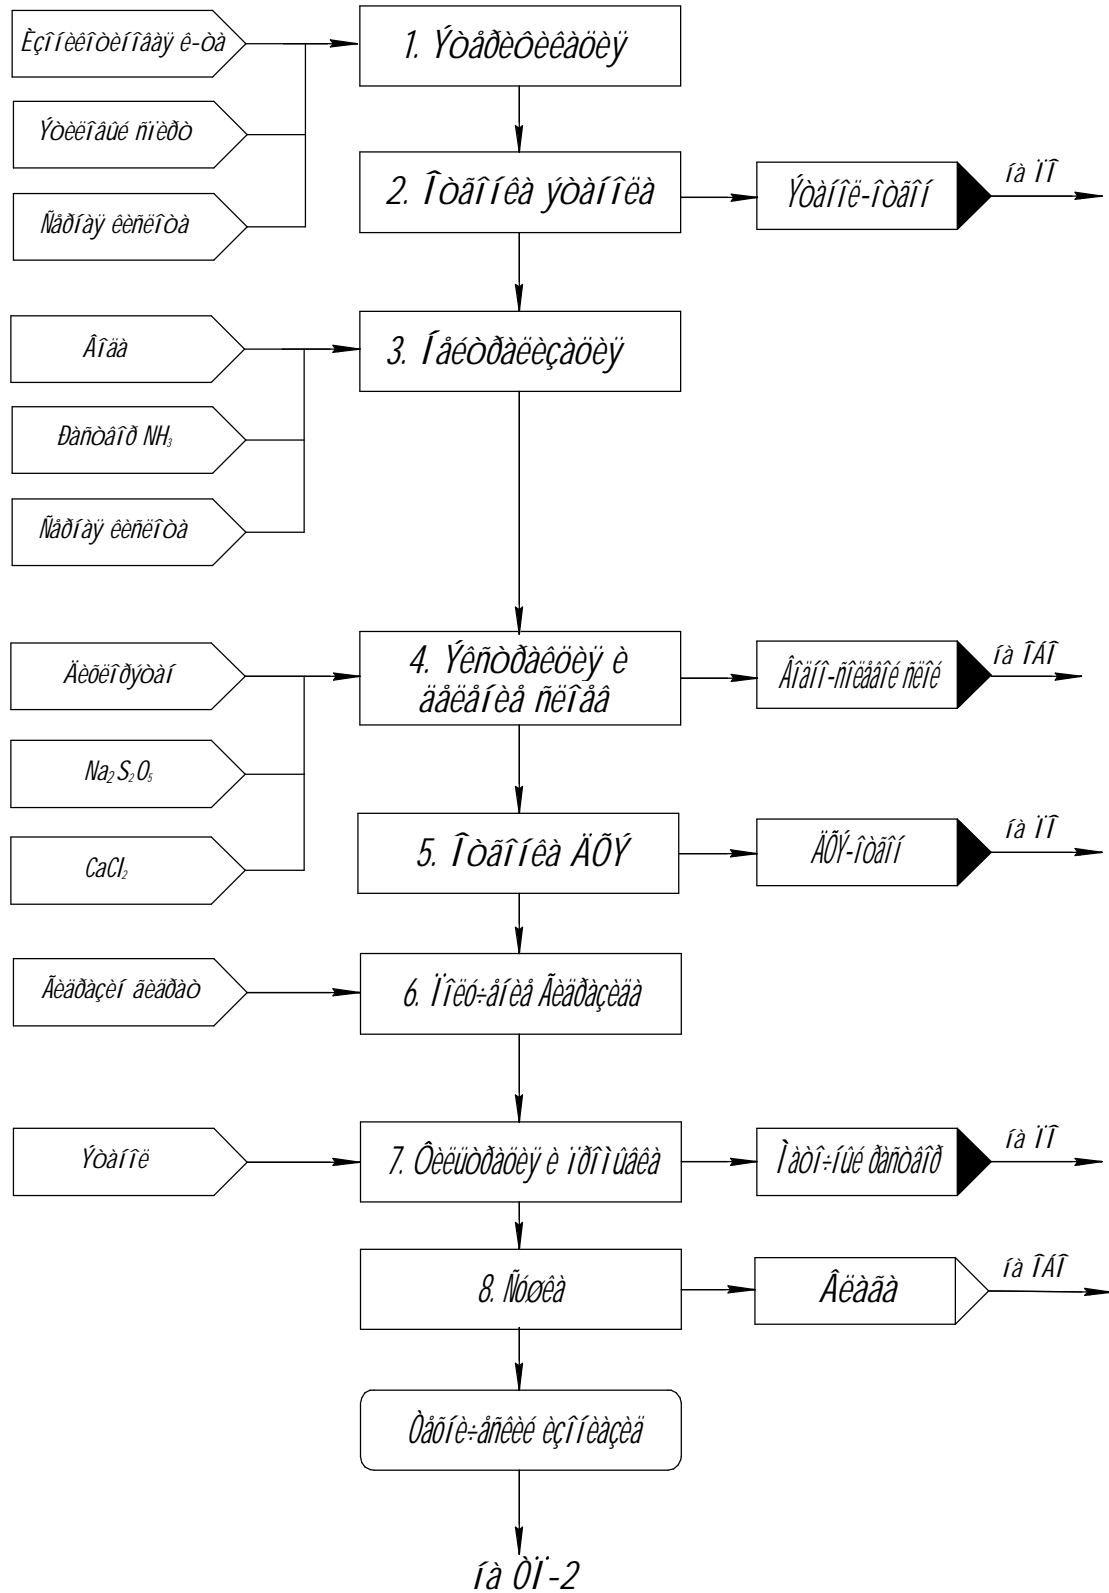 Èçîíèêîòèíîâàÿ ê-òà
1. Ýòåðèôèêàöèÿ
Ýòèëîâûé ñïèðò
2. Îòãîíêà ýòàíîëà
Ýòàíîë-îòãîí
íà ÏÎ
Ñåðíàÿ êèñëîòà
Âîäà
3. Íåéòðàëèçàöèÿ
Ðàñòâîð NH₃
Ñåðíàÿ êèñëîòà
Äèõëîðýòàí
4. Ýêñòðàêöèÿ è
äåëåíèå ñëîåâ
Âîäíî-ñîëåâîé ñëîé
íà ÎÁÎ
Na₂S₂O₅
CaCl₂
5. Îòãîíêà ÄÕÝ
ÄÕÝ-îòãîí
íà ÏÎ
Ãèäðàçèí ãèäðàò
6. Ïîëó÷åíèå Ãèäðàçèäà
Ýòàíîë
7. Ôèëüòðàöèÿ è ïðîìûâêà
Ìàòî÷íûé ðàñòâîð
íà ÏÎ
8. Ñóøêà
Âëàãà
íà ÎÁÎ
Òåõíè÷åñêèé èçîíèàçèä
íà ÒÏ-2